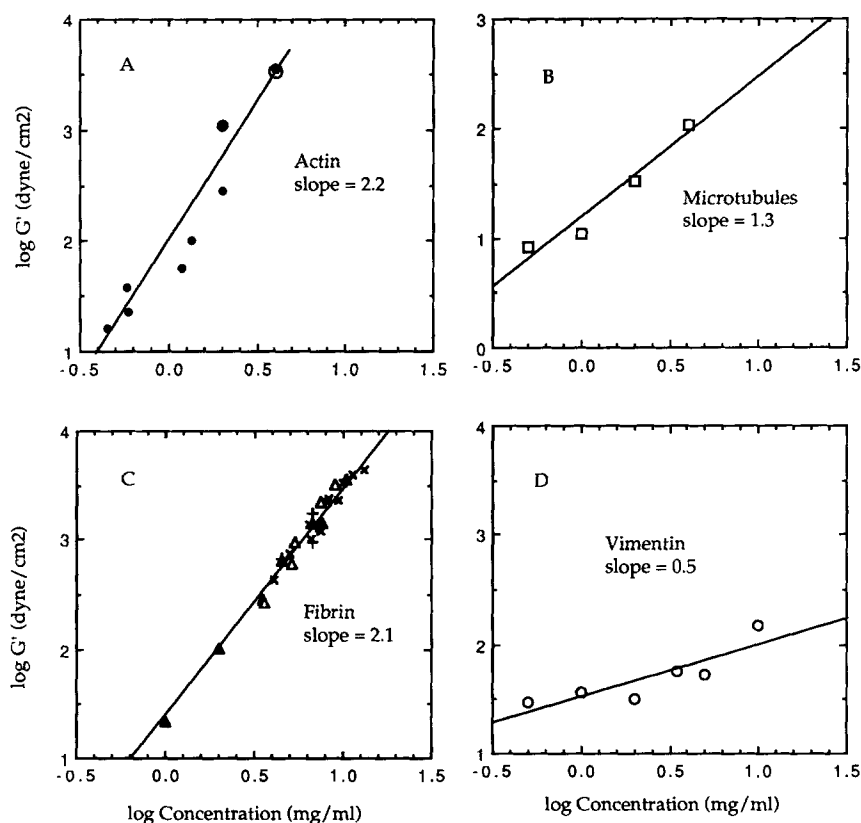 4
A
3
log G' (dyne/cm2)
Actin
slope = 2.2
2
1
-0.5 0.0 0.5 1.0 1.5
3
B
2
Microtubules
slope = 1.3
1
0
-0.5 0.0 0.5 1.0 1.5
4
C
3
log G' (dyne/cm2)
Fibrin
slope = 2.1
2
1
-0.5 0.0 0.5 1.0 1.5
log Concentration (mg/ml)
4
D
Vimentin
slope = 0.5
3
2
1
-0.5 0.0 0.5 1.0 1.5
log Concentration (mg/ml)